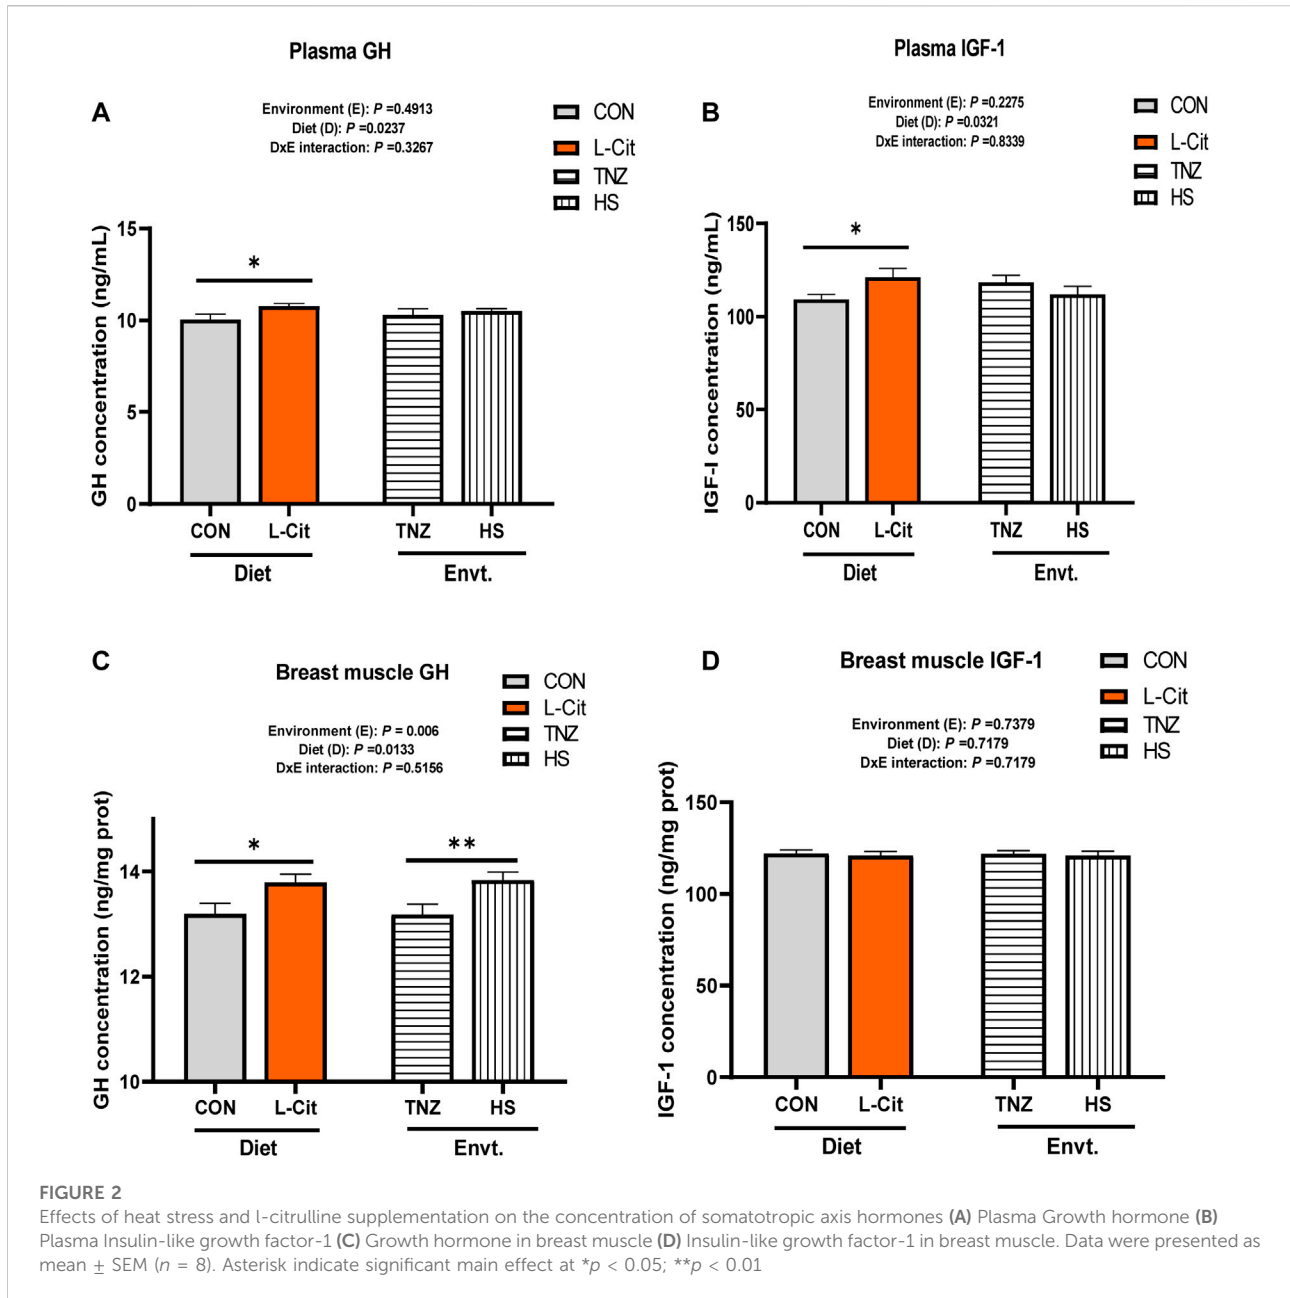 Plasma GH
A
Environment (E): P =0.4913
Diet (D): P =0.0237
DxE interaction: P =0.3267
CON
L-Cit
TNZ
HS
GH concentration (ng/mL)
15
10
5
0
*
CON L-Cit TNZ HS
Diet Envt.
Plasma IGF-1
B
Environment (E): P =0.2275
Diet (D): P =0.0321
DxE interaction: P =0.8339
CON
L-Cit
TNZ
HS
IGF-I concentration (ng/mL)
150
100
50
0
*
CON L-Cit TNZ HS
Diet Envt.
C
Breast muscle GH
Environment (E): P = 0.006
Diet (D): P =0.0133
DxE interaction: P =0.5156
CON
L-Cit
TNZ
HS
GH concentration (ng/mg prot)
14
12
10
* **
CON L-Cit TNZ HS
Diet Envt.
D
Breast muscle IGF-1
Environment (E): P =0.7379
Diet (D): P =0.7179
DxE interaction: P =0.7179
CON
L-Cit
TNZ
HS
IGF-1 concentration (ng/mg prot)
150
100
50
0
CON L-Cit TNZ HS
Diet Envt.
FIGURE 2
Effects of heat stress and l-citrulline supplementation on the concentration of somatotropic axis hormones (A) Plasma Growth hormone (B)
Plasma Insulin-like growth factor-1 (C) Growth hormone in breast muscle (D) Insulin-like growth factor-1 in breast muscle. Data were presented as
mean ± SEM (n = 8). Asterisk indicate significant main effect at *p < 0.05; **p < 0.01